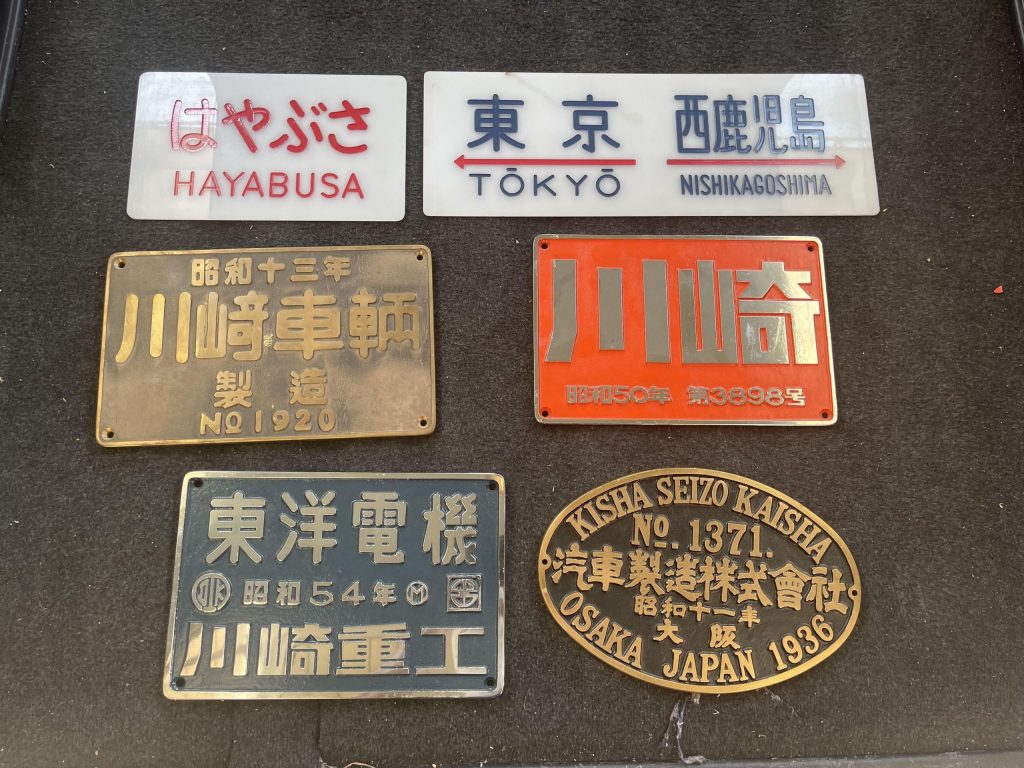 はやぶさ
HAYABUSA
東京 西鹿児島
TŌKYŌ NISHIKAGOSHIMA
昭和十三年
川崎車輌
製造
NO 1920
川崎
昭和50年 第3898号
東洋電機
昭和54年 M
川崎重工
KISHA SEIZO KAISHA
No. 1371.
汽車製造株式會社
昭和十一年
大阪
OSAKA JAPAN 1936